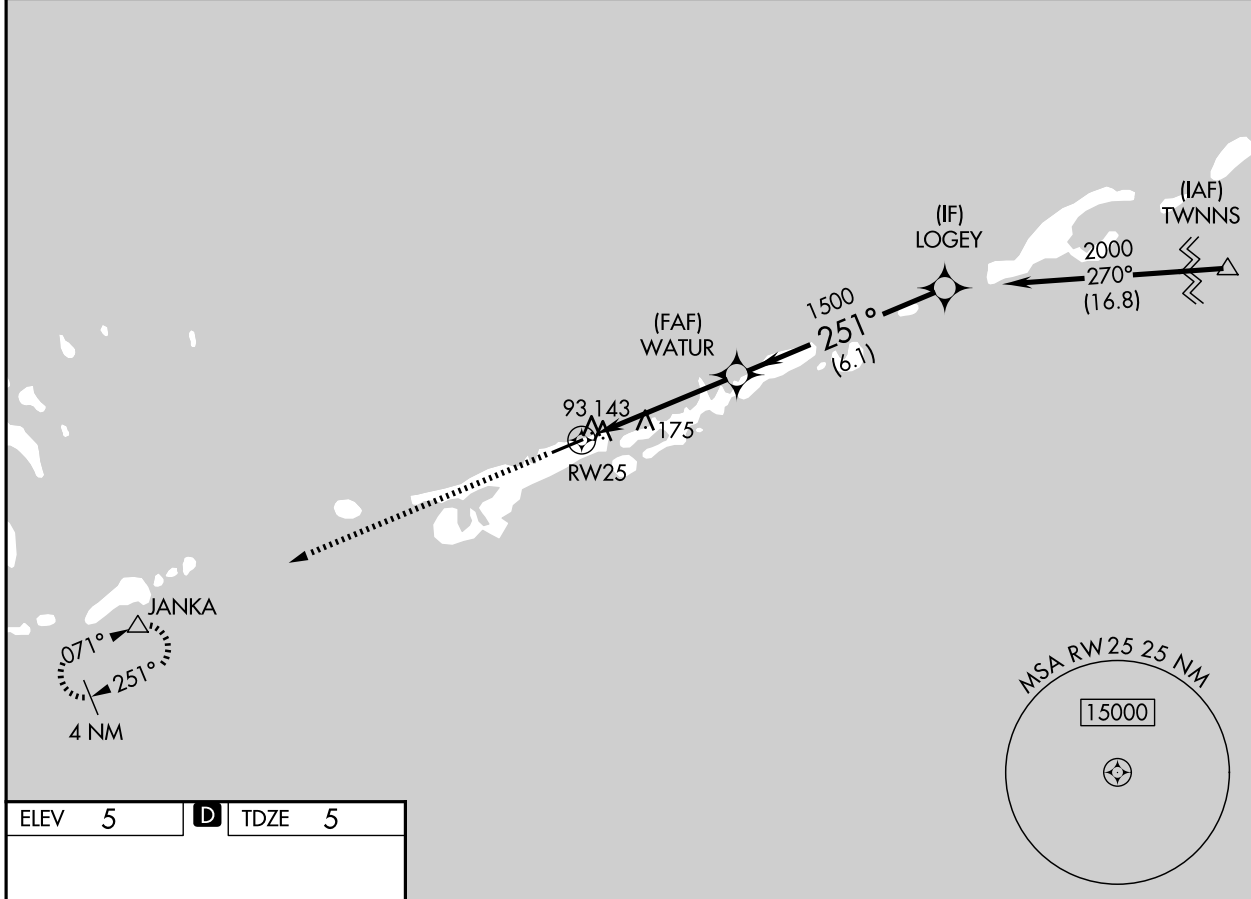 (IAF)
TWNNS
2000
270°
(16.8)
(IF)
LOGEY
1500
251°
(6.1)
(FAF)
WATUR
93
143
175
RW25
JANKA
071°
251°
4 NM
MSA RW25 25 NM
15000
ELEV 5
D
TDZE 5